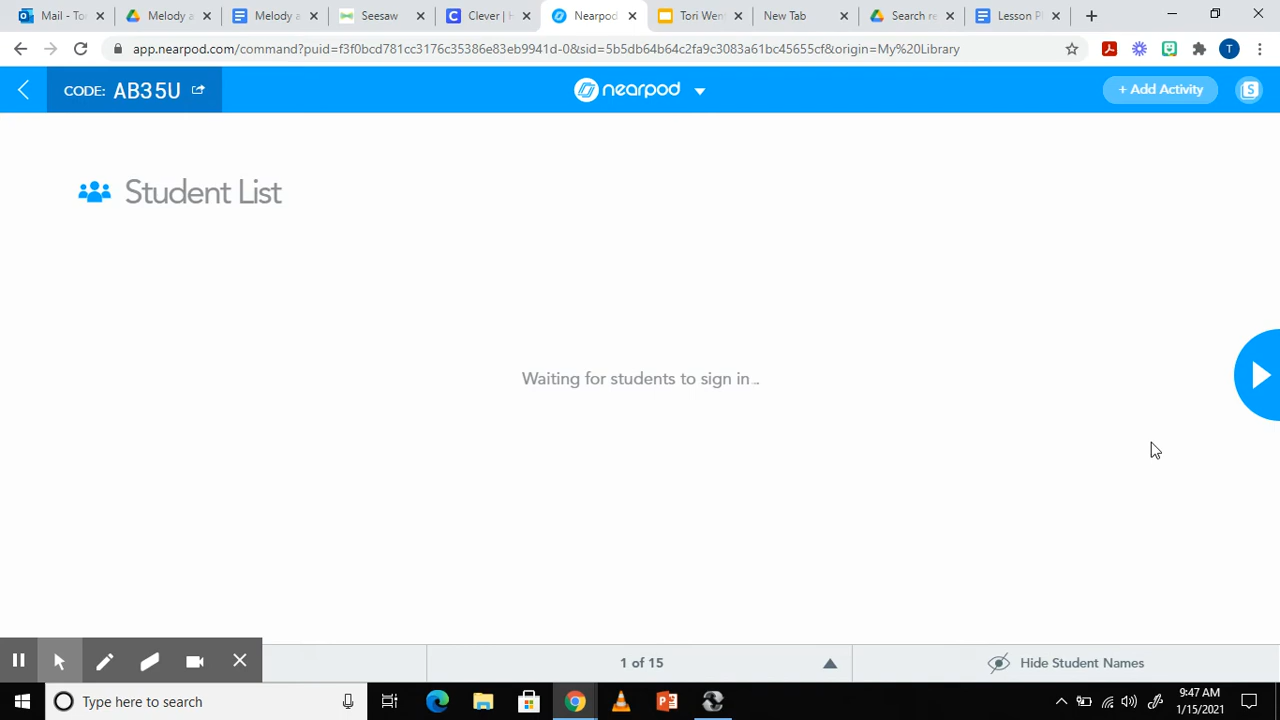 Mail - To
Melody a
Melody a
Seesaw
Clever | H
Nearpod
Tori Wen
New Tab
Search re
Lesson Pl
app.nearpod.com/command?puid=f3f0bcd781cc3176c35386e83eb9941d-0&sid=5b5db64b64c2fa9c3083a61bc45655cf&origin=My%20Library
T
CODE: AB35U
nearpod
+ Add Activity
S
Student List
Waiting for students to sign in...
1 of 15
Hide Student Names
Type here to search
9:47 AM
1/15/2021